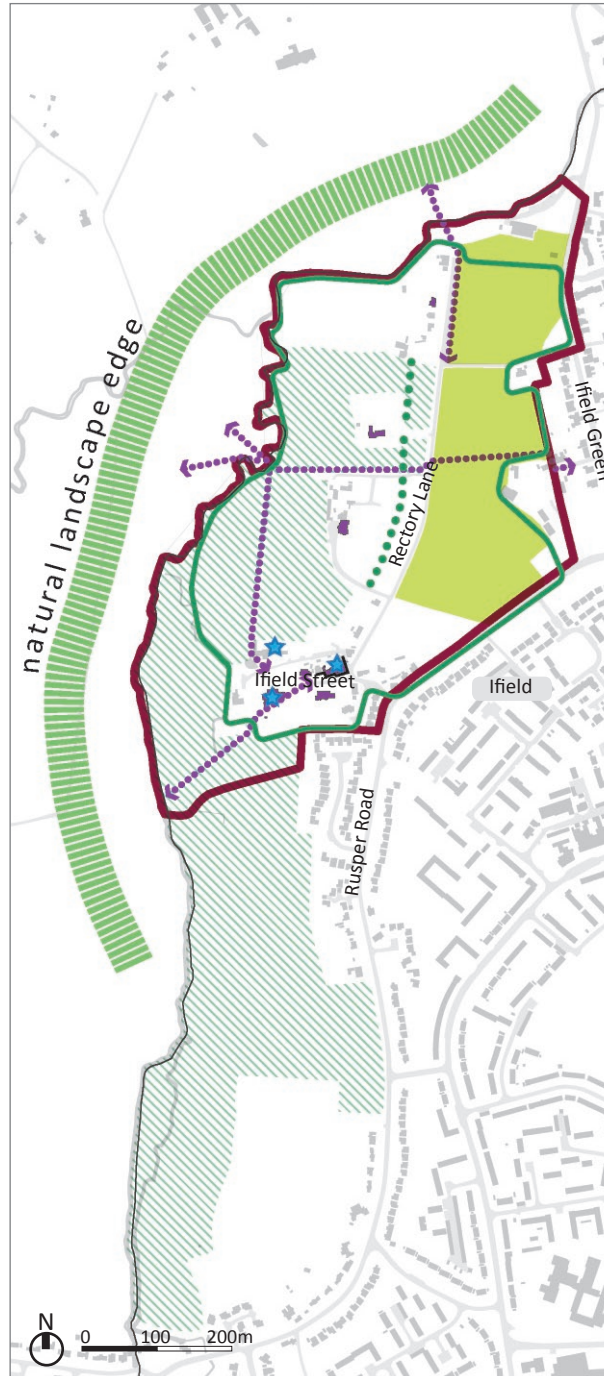 natural landscape edge
Ifield Green
Rectory Lane
Ifield Street
Ifield
Rusper Road
N
0 100 200m